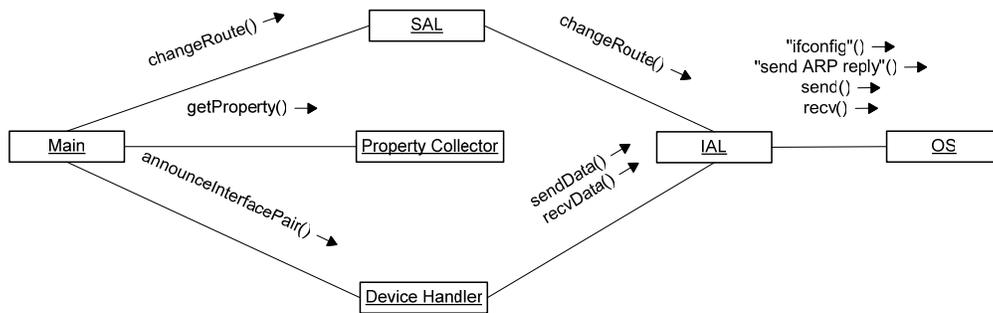 SAL
changeRoute()
changeRoute()
"ifconfig"()
"send ARP reply"()
send()
recv()
getProperty()
Main
Property Collector
IAL
OS
announceInterfacePair()
sendData()
recvData()
Device Handler